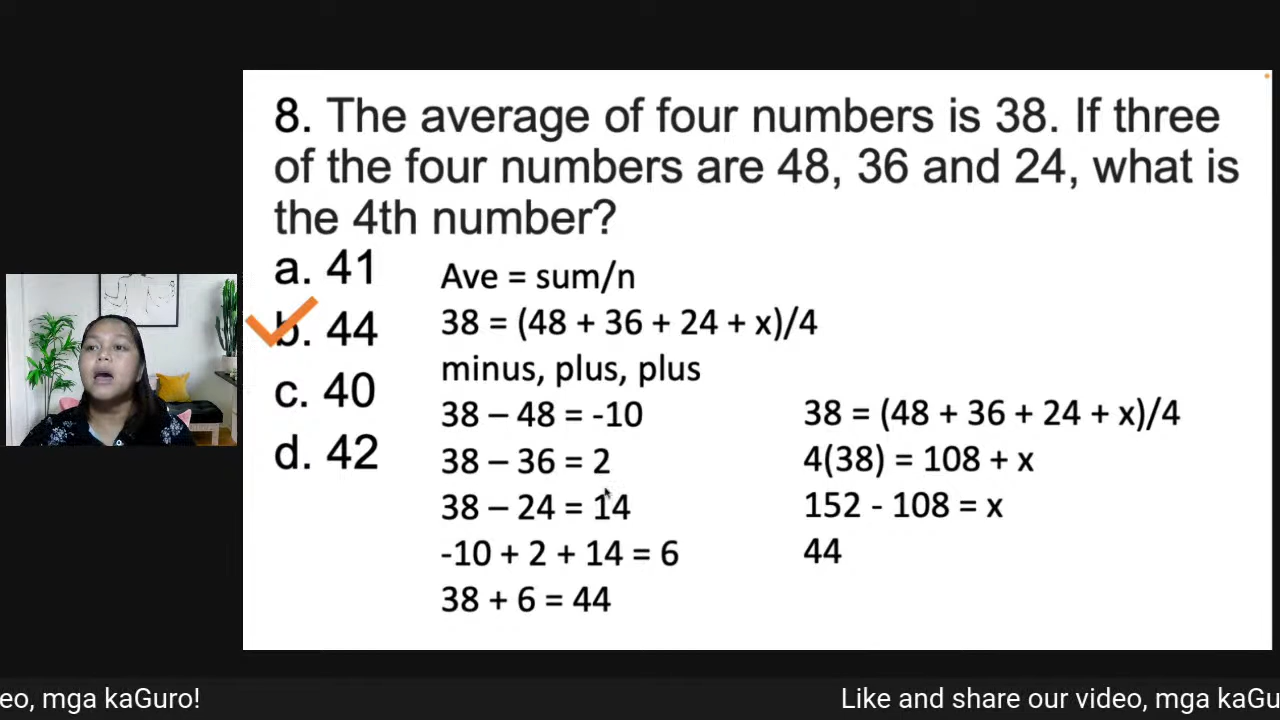 8. The average of four numbers is 38. If three
of the four numbers are 48, 36 and 24, what is
the 4th number?
a. 41
b. 44
c. 40
d. 42
Ave = sum/n
38 = (48 + 36 + 24 + x)/4
minus, plus, plus
38 – 48 = -10
38 – 36 = 2
38 – 24 = 14
-10 + 2 + 14 = 6
38 + 6 = 44
38 = (48 + 36 + 24 + x)/4
4(38) = 108 + x
152 - 108 = x
44
eo, mga kaGuro!
Like and share our video, mga kaGu